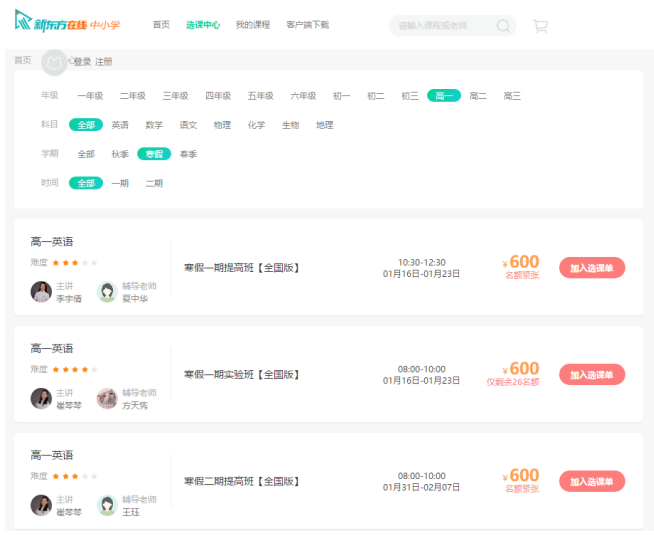 新东方在线 中小学 首页 选课中心 我的课程 客户端下载 请输入课程或老师
首页 登录 注册
年级 一年级 二年级 三年级 四年级 五年级 六年级 初一 初二 初三 高一 高二 高三
科目 全部 英语 数学 语文 物理 化学 生物 地理
学期 全部 秋季 寒假 春季
时间 全部 一期 二期
高一英语
难度
主讲 李宇倩
辅导老师 夏中华
寒假一期提高班【全国版】
10:30-12:30
01月16日-01月23日
¥600
名额紧张
加入选课单
高一英语
难度
主讲 崔琴琴
辅导老师 方天隽
寒假一期实验班【全国版】
08:00-10:00
01月16日-01月23日
¥600
仅剩余26名额
加入选课单
高一英语
难度
主讲 崔琴琴
辅导老师 王珏
寒假二期提高班【全国版】
08:00-10:00
01月31日-02月07日
¥600
名额紧张
加入选课单